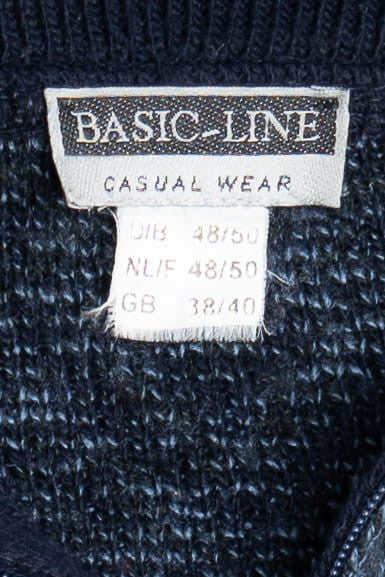 BASIC-LINE
CASUAL WEAR
D/B 48/50
NL/F 48/50
GB 38/40